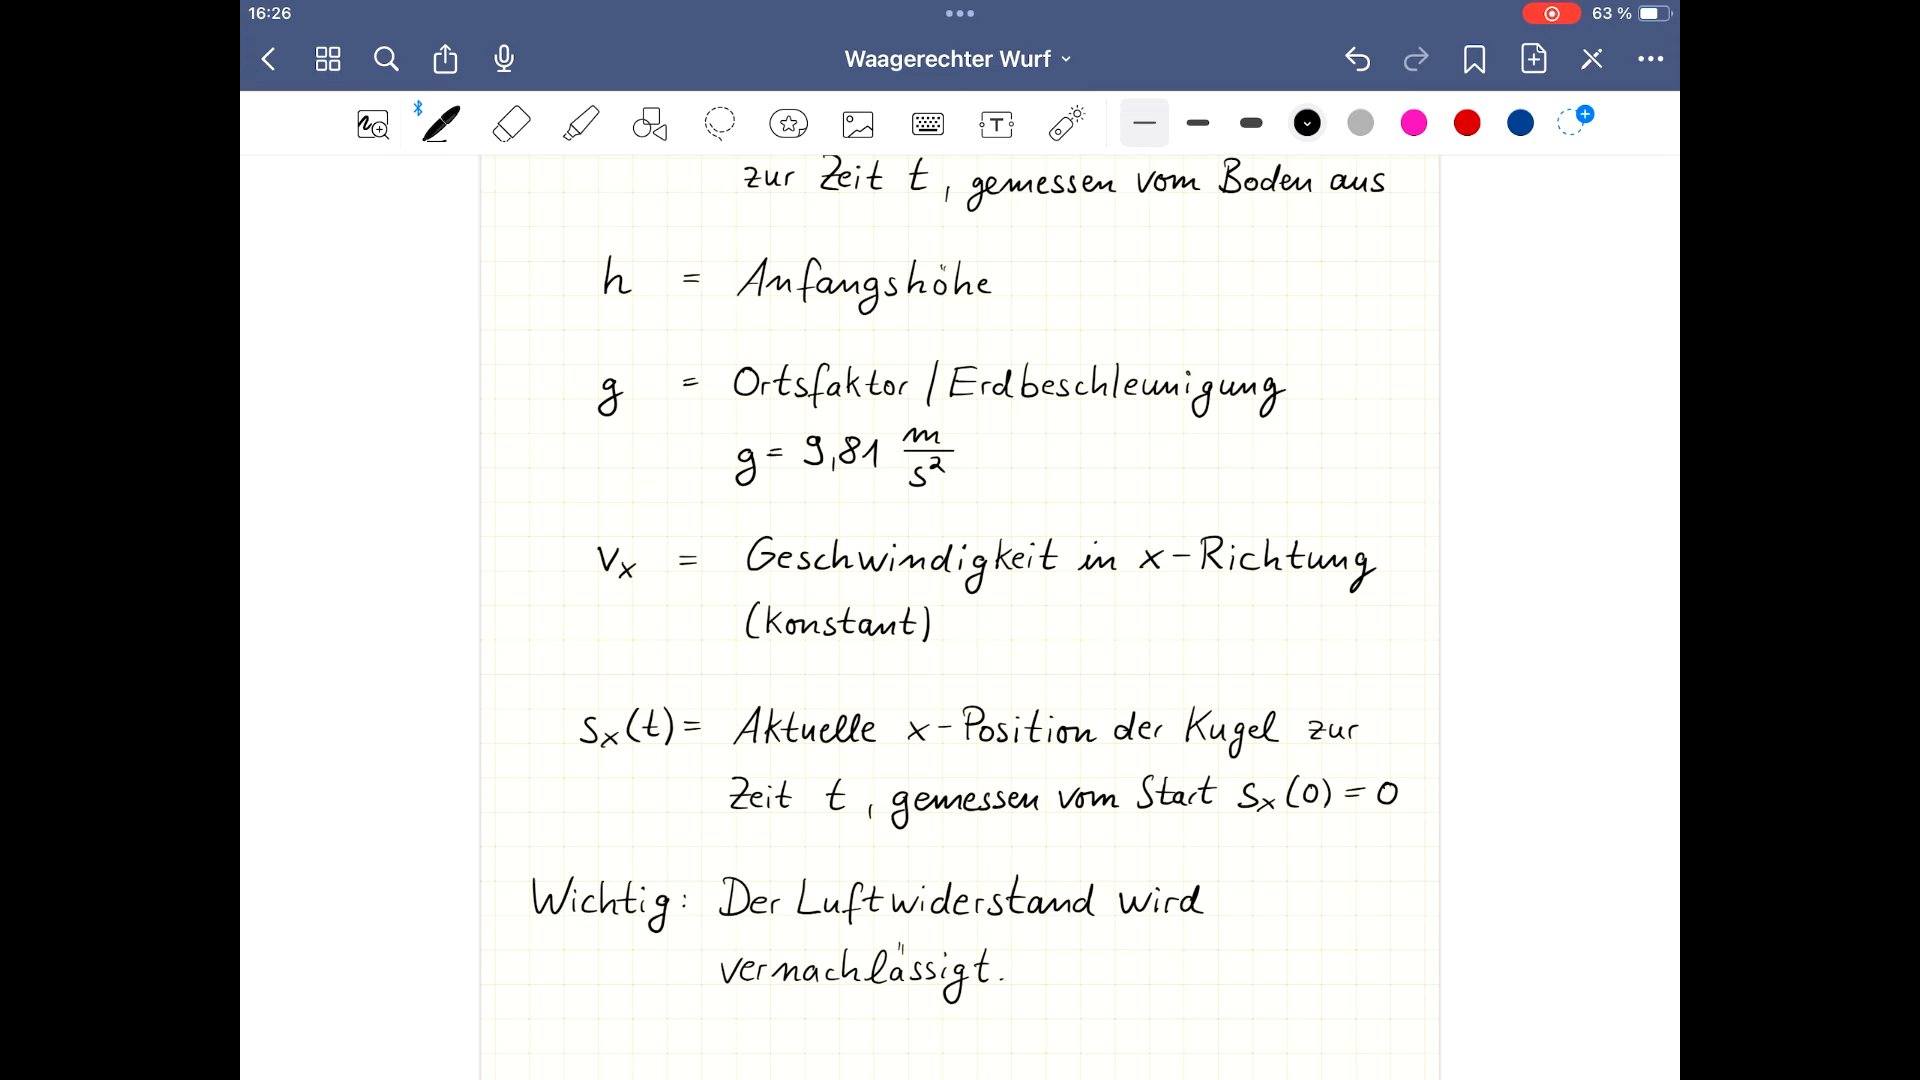 16:26
63 %
Waagerechter Wurf
zur Zeit t, gemessen vom Boden aus
h = Anfangshöhe
g = Ortsfaktor / Erdbeschleunigung
g = 9,81 m/s²
vₓ = Geschwindigkeit in x-Richtung
(konstant)
sₓ(t) = Aktuelle x-Position der Kugel zur
Zeit t, gemessen vom Start sₓ(0) = 0
Wichtig: Der Luftwiderstand wird
vernachlässigt.